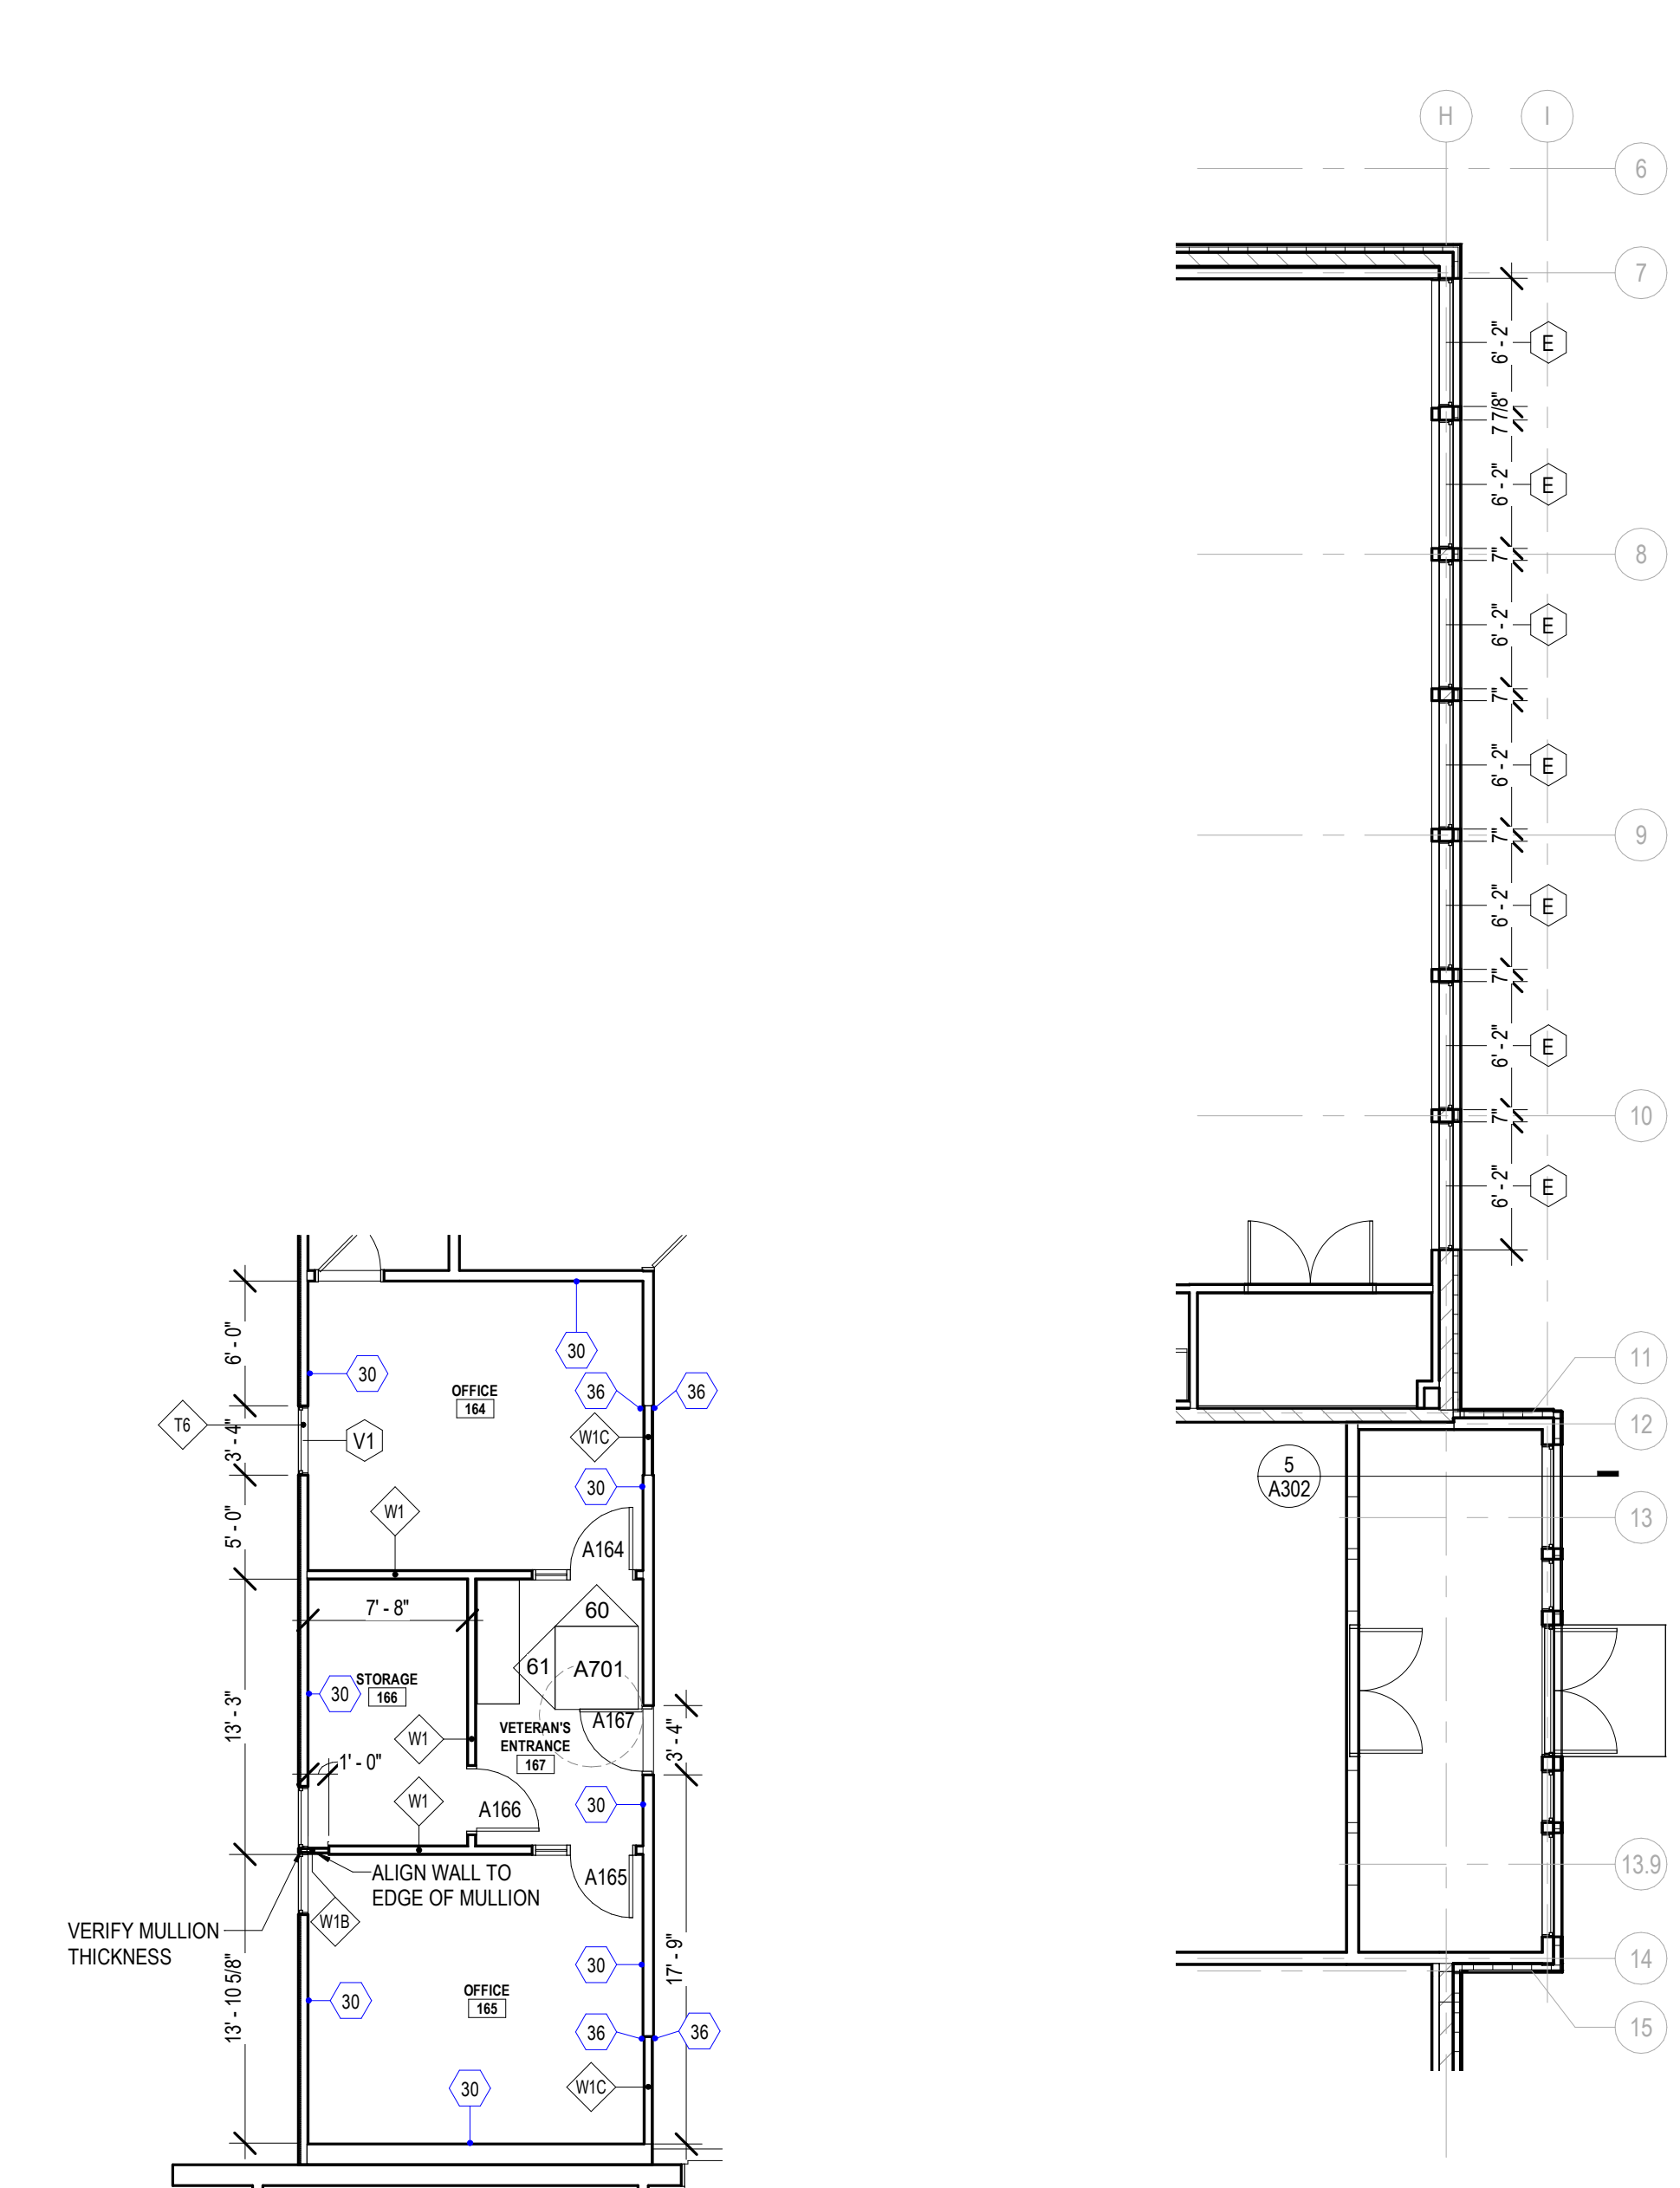 H
I
6
7
6' - 2"
E
7 7/8"
6' - 2"
E
8
7"
6' - 2"
E
7"
6' - 2"
E
9
7"
6' - 2"
E
7"
6' - 2"
E
10
7"
6' - 2"
E
11
12
5
A302
13
13.9
14
15
6' - 0"
30
30
OFFICE
164
36
36
T6
3' - 4"
V1
W1C
30
5' - 0"
W1
A164
7' - 8"
60
61
A701
STORAGE
166
30
13' - 3"
A167
VETERAN'S
ENTRANCE
167
3' - 4"
W1
1' - 0"
W1
A166
30
ALIGN WALL TO
EDGE OF MULLION
A165
W1B
VERIFY MULLION
THICKNESS
13' - 10 5/8"
30
30
17' - 9"
OFFICE
165
36
36
30
W1C